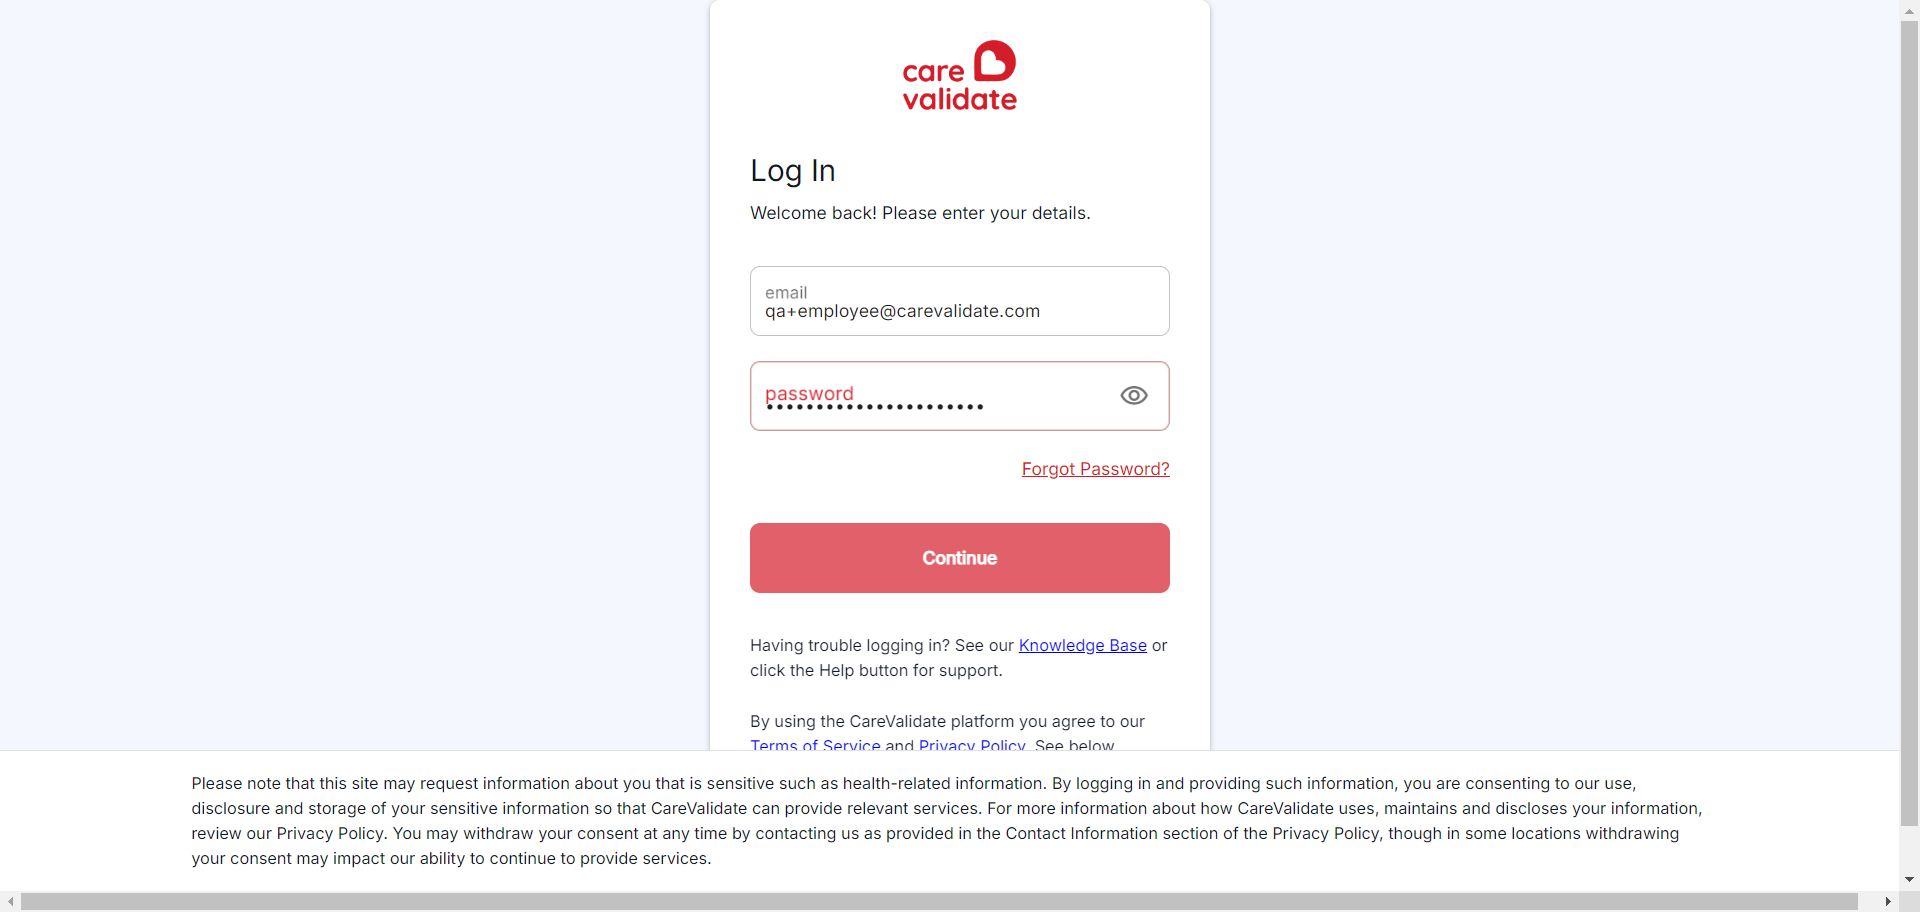 care
validate
Log In
Welcome back! Please enter your details.
email
qa+employee@carevalidate.com
password
Forgot Password?
Continue
Having trouble logging in? See our Knowledge Base or
click the Help button for support.
By using the CareValidate platform you agree to our
Terms of Service and Privacy Policy. See below
Please note that this site may request information about you that is sensitive such as health-related information. By logging in and providing such information, you are consenting to our use,
disclosure and storage of your sensitive information so that CareValidate can provide relevant services. For more information about how CareValidate uses, maintains and discloses your information,
review our Privacy Policy. You may withdraw your consent at any time by contacting us as provided in the Contact Information section of the Privacy Policy, though in some locations withdrawing
your consent may impact our ability to continue to provide services.